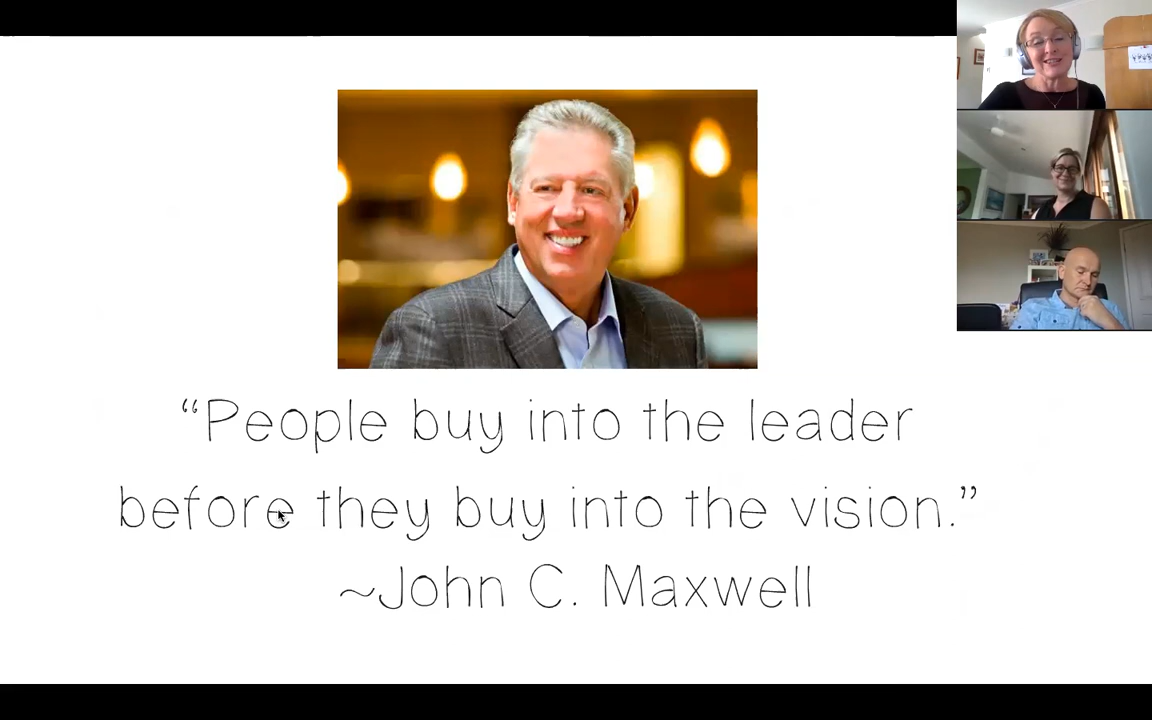 “People buy into the leader
before they buy into the vision.”
~John C. Maxwell